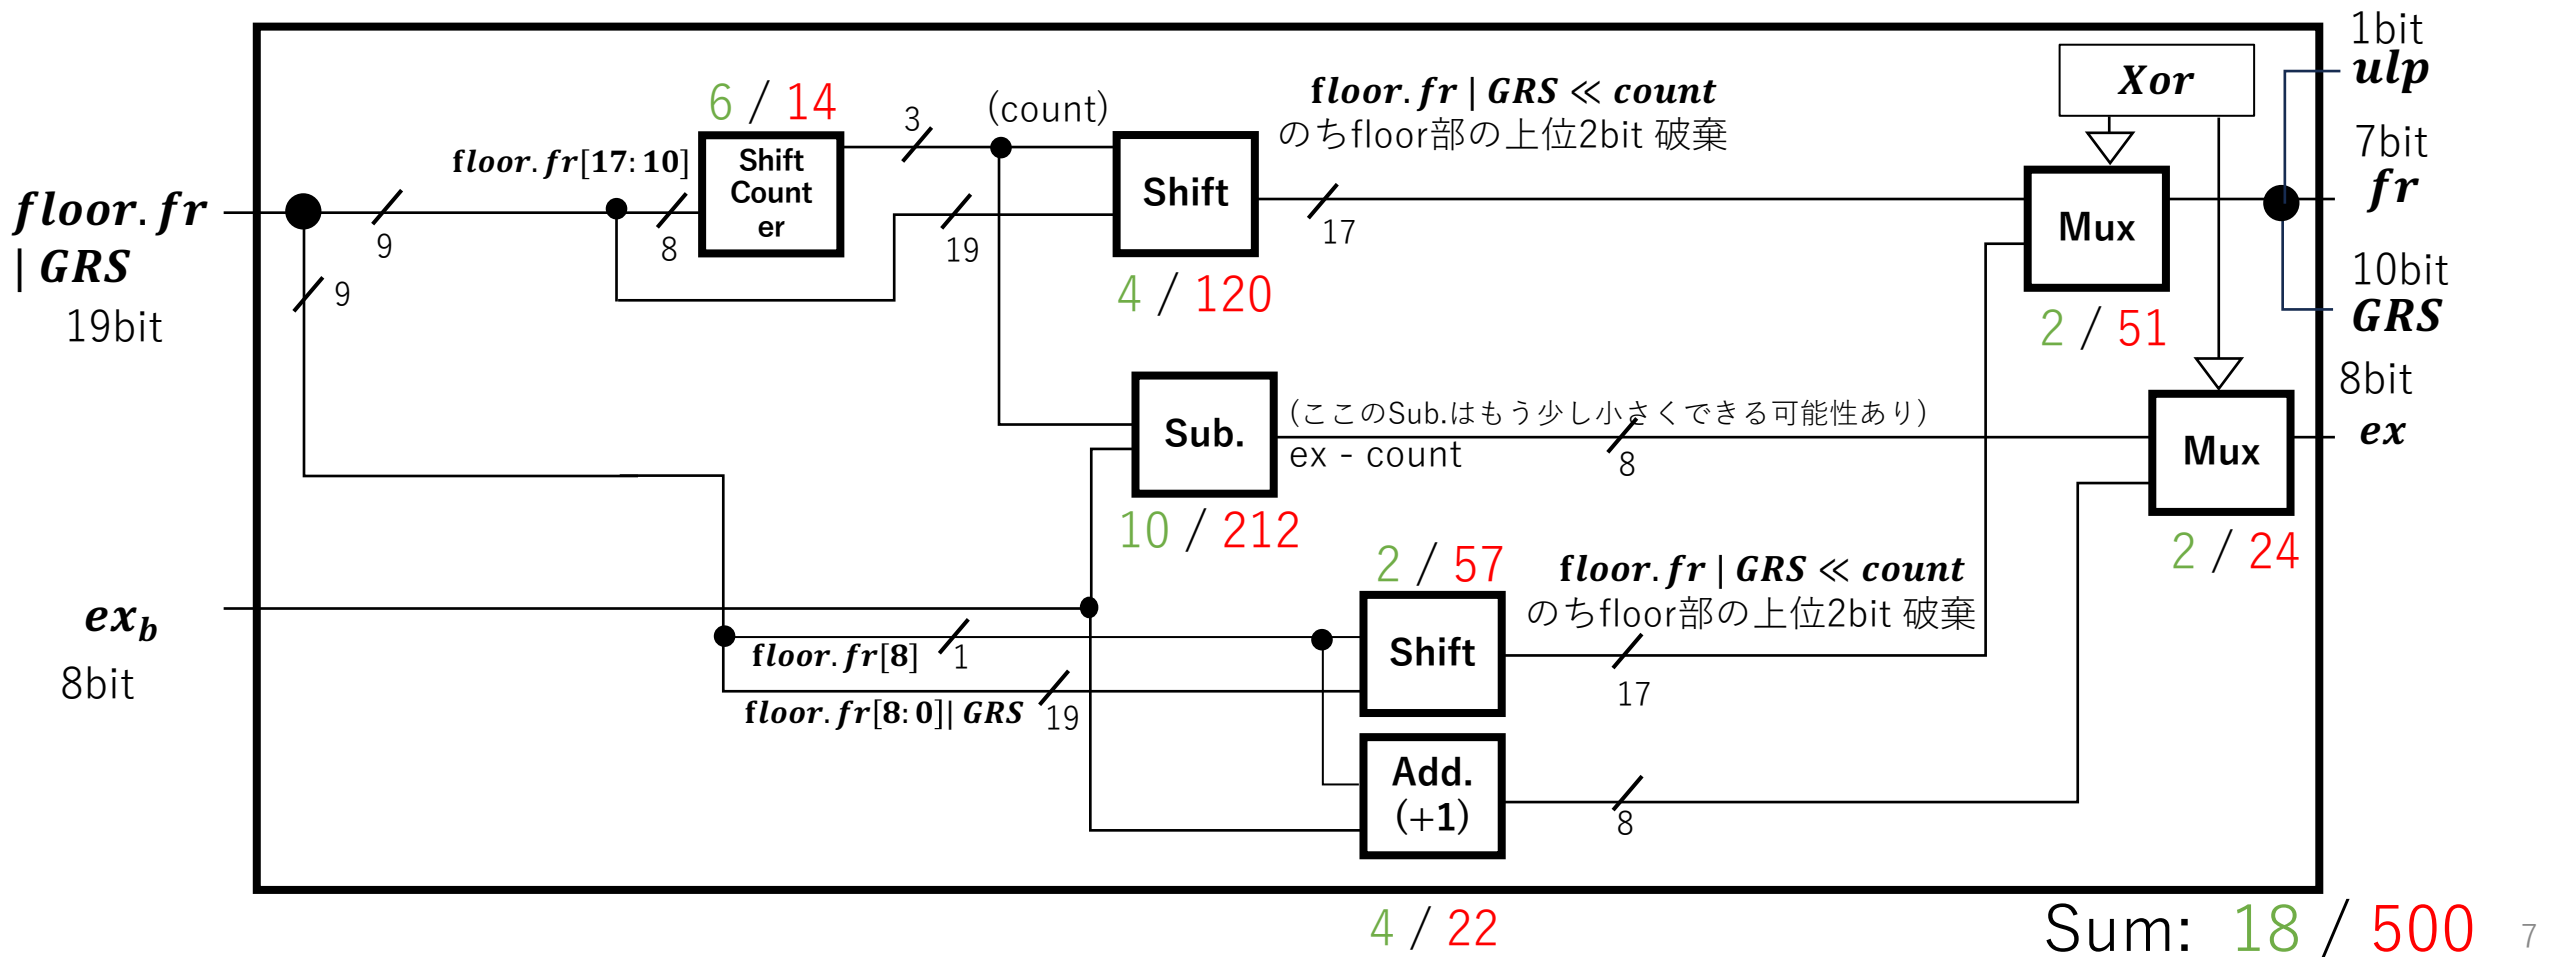 1bit
ulp
Xor
6 / 14
floor.fr | GRS ≪ count
のちfloor部の上位2bit 破棄
3
(count)
floor.fr[17:10]
Shift
Count
er
Shift
7bit
fr
floor.fr
| GRS
19bit
9
8
19
17
Mux
9
4 / 120
10bit
GRS
2 / 51
8bit
ex
Sub.
(ここのSub.はもう少し小さくできる可能性あり)
ex - count
8
Mux
10 / 212
2 / 24
2 / 57
floor.fr | GRS ≪ count
のちfloor部の上位2bit 破棄
ex_b
8bit
floor.fr[8]
1
Shift
17
floor.fr[8:0]| GRS
19
Add.
(+1)
8
4 / 22
Sum: 18 / 500
7